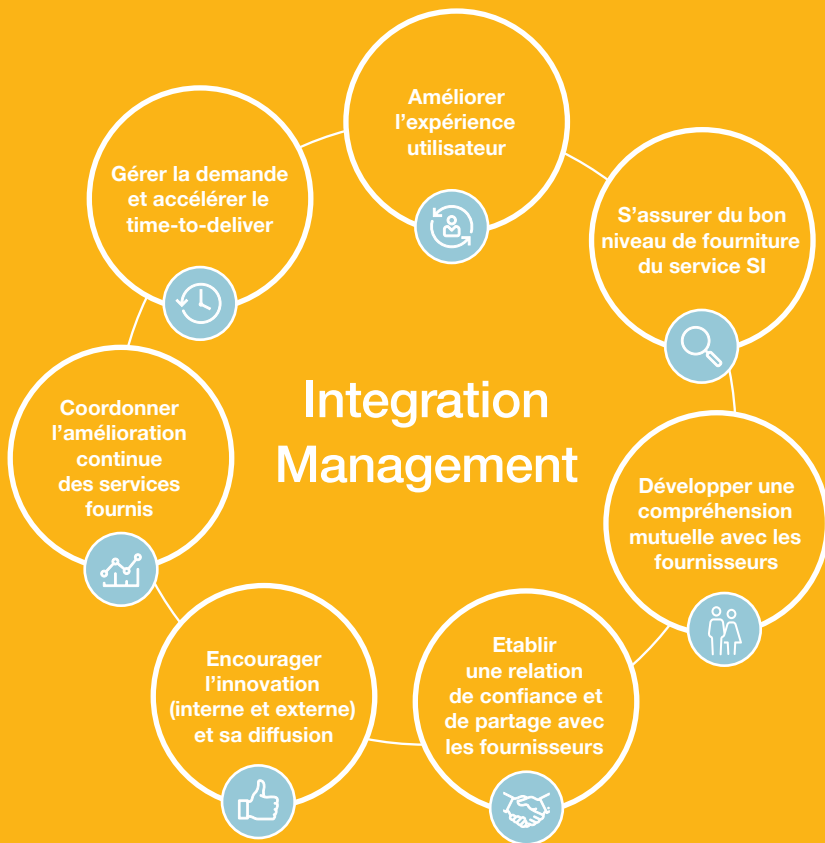 Améliorer
l'expérience
utilisateur
S'assurer du bon
niveau de fourniture
du service SI
Développer une
compréhension
mutuelle avec les
fournisseurs
Etablir
une relation
de confiance et
de partage avec
les fournisseurs
Encourager
l'innovation
(interne et externe)
et sa diffusion
Coordonner
l'amélioration
continue
des services
fournis
Gérer la demande
et accélérer le
time-to-deliver
Integration
Management